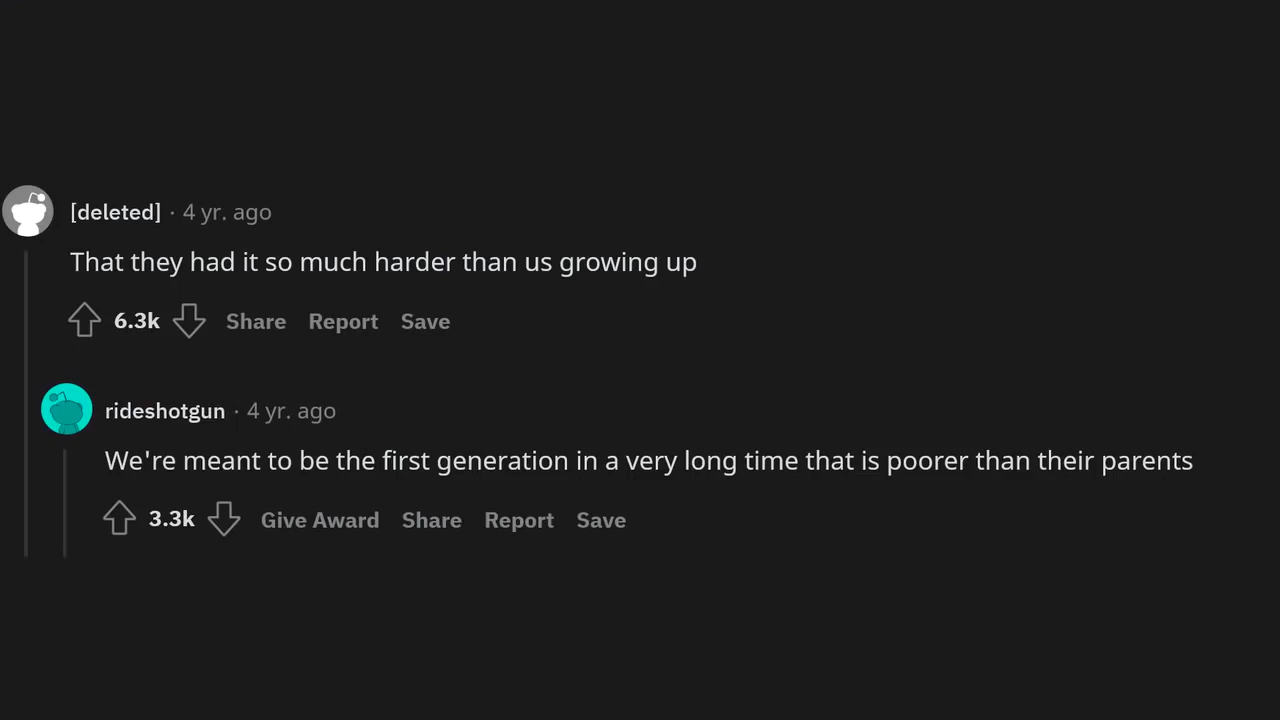 [deleted] · 4 yr. ago
That they had it so much harder than us growing up
6.3k Share Report Save
rideshotgun · 4 yr. ago
We're meant to be the first generation in a very long time that is poorer than their parents
3.3k Give Award Share Report Save